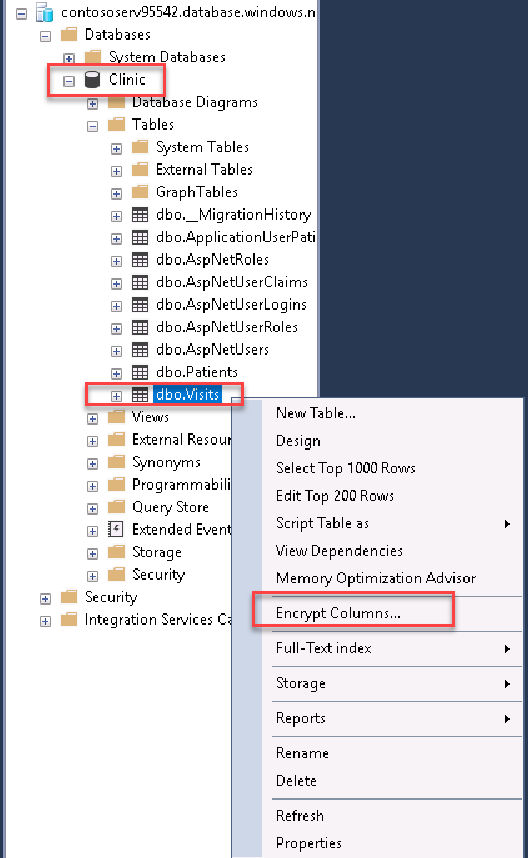 contososerv95542.database.windows.n
Databases
System Databases
Clinic
Database Diagrams
Tables
System Tables
External Tables
GraphTables
dbo.__MigrationHistory
dbo.ApplicationUserPati
dbo.AspNetRoles
dbo.AspNetUserClaims
dbo.AspNetUserLogins
dbo.AspNetUserRoles
dbo.AspNetUsers
dbo.Patients
dbo.Visits
Views
External Resour
Synonyms
Programmabili
Query Store
Extended Event
Storage
Security
Security
Integration Services Ca
New Table...
Design
Select Top 1000 Rows
Edit Top 200 Rows
Script Table as
View Dependencies
Memory Optimization Advisor
Encrypt Columns...
Full-Text index
Storage
Reports
Rename
Delete
Refresh
Properties